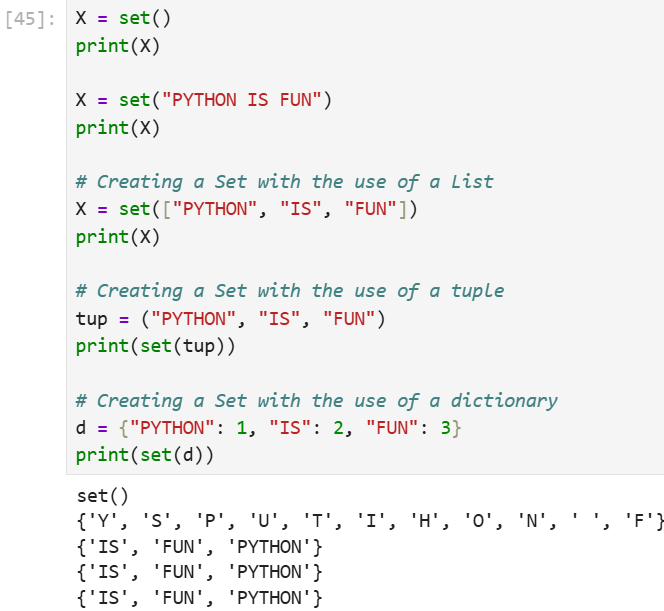 [45]:
X = set()
print(X)
X = set("PYTHON IS FUN")
print(X)
# Creating a Set with the use of a List
X = set(["PYTHON", "IS", "FUN"])
print(X)
# Creating a Set with the use of a tuple
tup = ("PYTHON", "IS", "FUN")
print(set(tup))
# Creating a Set with the use of a dictionary
d = {"PYTHON": 1, "IS": 2, "FUN": 3}
print(set(d))
set()
{'Y', 'S', 'P', 'U', 'T', 'I', 'H', 'O', 'N', ' ', 'F'}
{'IS', 'FUN', 'PYTHON'}
{'IS', 'FUN', 'PYTHON'}
{'IS', 'FUN', 'PYTHON'}